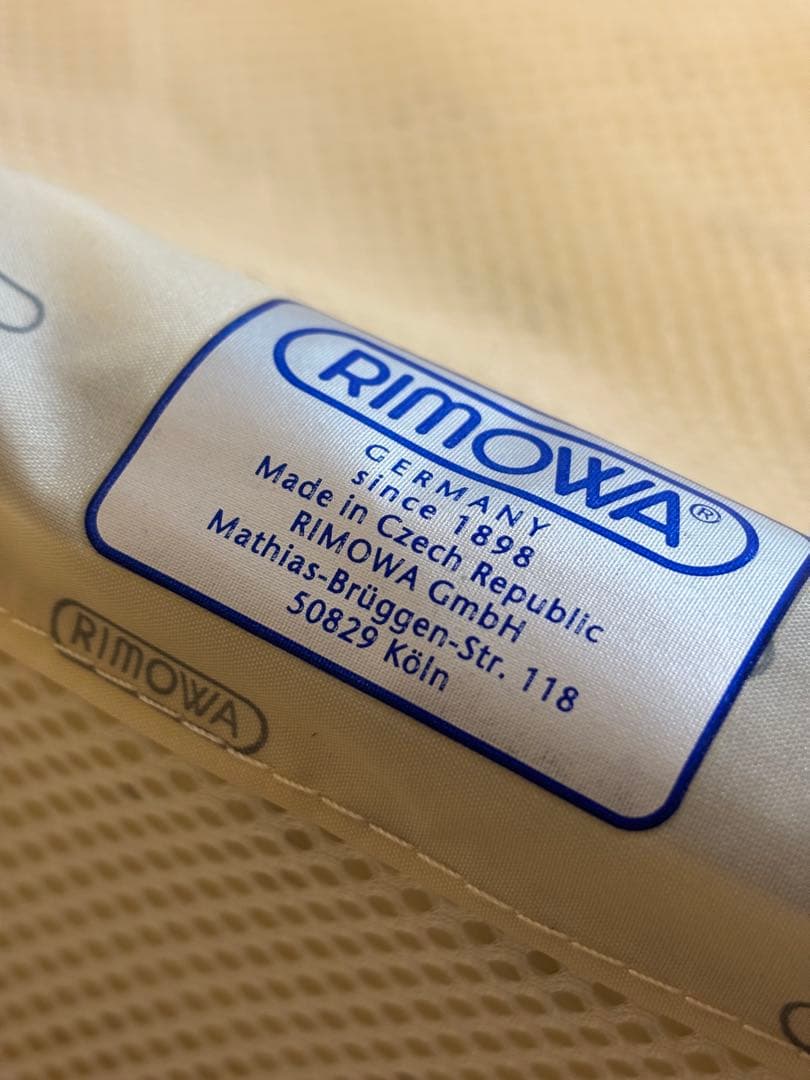 RIMOWA®
GERMANY
since 1898
Made in Czech Republic
RIMOWA GmbH
Mathias-Brüggen-Str. 118
50829 Köln
RIMOWA